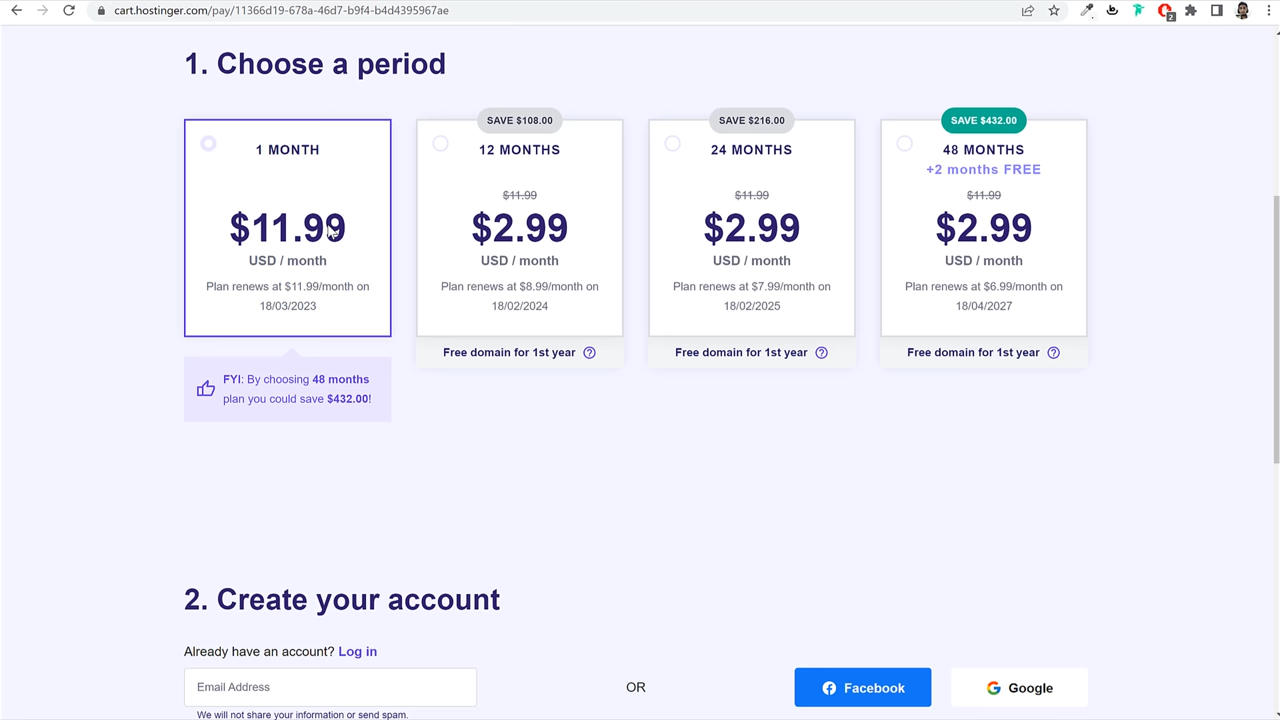 cart.hostinger.com/pay/11366d19-678a-46d7-b9f4-b4d4395967ae
2
1. Choose a period
1 MONTH
$11.99
USD / month
Plan renews at $11.99/month on
18/03/2023
FYI: By choosing 48 months
plan you could save $432.00!
SAVE $108.00
12 MONTHS
$11.99
$2.99
USD / month
Plan renews at $8.99/month on
18/02/2024
Free domain for 1st year
SAVE $216.00
24 MONTHS
$11.99
$2.99
USD / month
Plan renews at $7.99/month on
18/02/2025
Free domain for 1st year
SAVE $432.00
48 MONTHS
+2 months FREE
$11.99
$2.99
USD / month
Plan renews at $6.99/month on
18/04/2027
Free domain for 1st year
2. Create your account
Already have an account? Log in
Email Address
We will not share your information or send spam.
OR
Facebook
Google